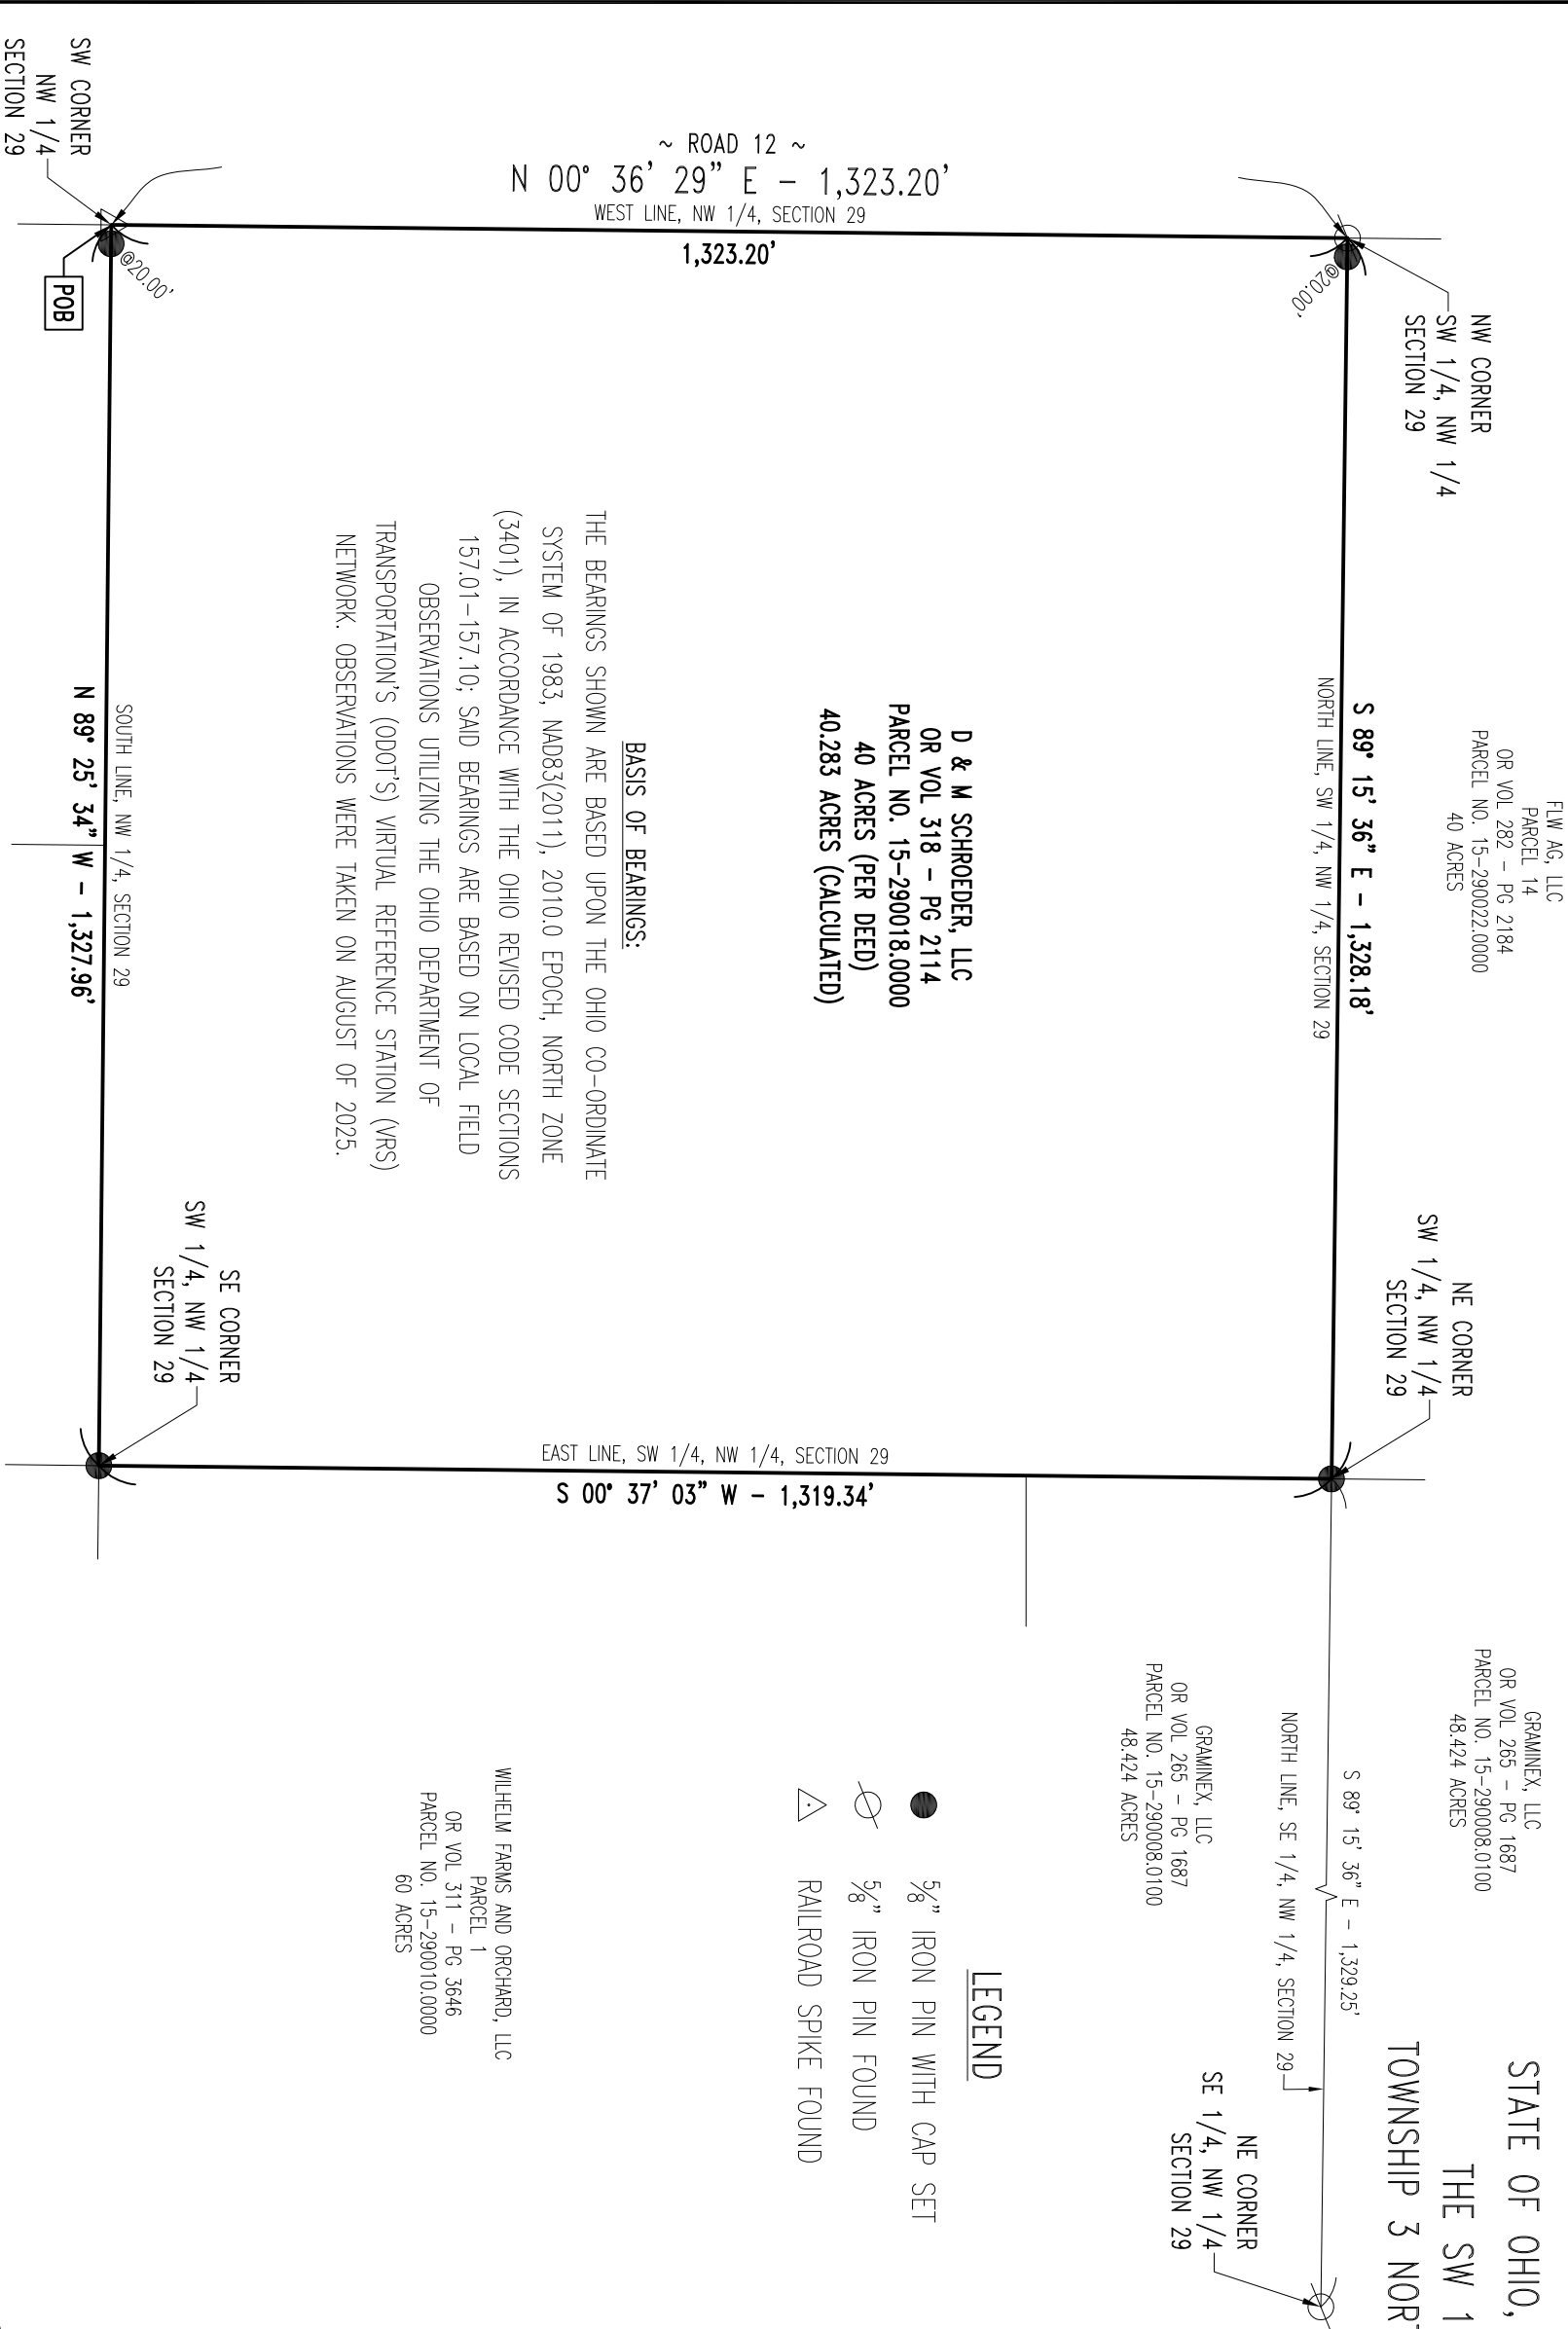 STATE OF OHIO,
THE SW 1
TOWNSHIP 3 NOR
FLW AG, LLC
PARCEL 14
OR VOL 282 - PG 2184
PARCEL NO. 15-290022.0000
40 ACRES
GRAMINEX, LLC
OR VOL 265 - PG 1687
PARCEL NO. 15-290008.0100
48.424 ACRES
NW CORNER
SW 1/4, NW 1/4
SECTION 29
NE CORNER
SW 1/4, NW 1/4
SECTION 29
S 89° 15' 36" E - 1,328.18'
NORTH LINE, SW 1/4, NW 1/4, SECTION 29
S 89° 15' 36" E - 1,329.25'
NORTH LINE, SE 1/4, NW 1/4, SECTION 29
NE CORNER
SE 1/4, NW 1/4
SECTION 29
@20.00'
GRAMINEX, LLC
OR VOL 265 - PG 1687
PARCEL NO. 15-290008.0100
48.424 ACRES
~ ROAD 12 ~
N 00° 36' 29" E - 1,323.20'
WEST LINE, NW 1/4, SECTION 29
1,323.20'
D & M SCHROEDER, LLC
OR VOL 318 - PG 2114
PARCEL NO. 15-290018.0000
40 ACRES (PER DEED)
40.283 ACRES (CALCULATED)
EAST LINE, SW 1/4, NW 1/4, SECTION 29
S 00° 37' 03" W - 1,319.34'
LEGEND
5/8" IRON PIN WITH CAP SET
5/8" IRON PIN FOUND
RAILROAD SPIKE FOUND
BASIS OF BEARINGS:
THE BEARINGS SHOWN ARE BASED UPON THE OHIO CO-ORDINATE
SYSTEM OF 1983, NAD83(2011), 2010.0 EPOCH, NORTH ZONE
(3401), IN ACCORDANCE WITH THE OHIO REVISED CODE SECTIONS
157.01-157.10; SAID BEARINGS ARE BASED ON LOCAL FIELD
OBSERVATIONS UTILIZING THE OHIO DEPARTMENT OF
TRANSPORTATION'S (ODOT'S) VIRTUAL REFERENCE STATION (VRS)
NETWORK. OBSERVATIONS WERE TAKEN ON AUGUST OF 2025.
WILHELM FARMS AND ORCHARD, LLC
PARCEL 1
OR VOL 311 - PG 3646
PARCEL NO. 15-290010.0000
60 ACRES
SE CORNER
SW 1/4, NW 1/4
SECTION 29
@20.00'
SOUTH LINE, NW 1/4, SECTION 29
N 89° 25' 34" W - 1,327.96'
POB
SW CORNER
NW 1/4
SECTION 29